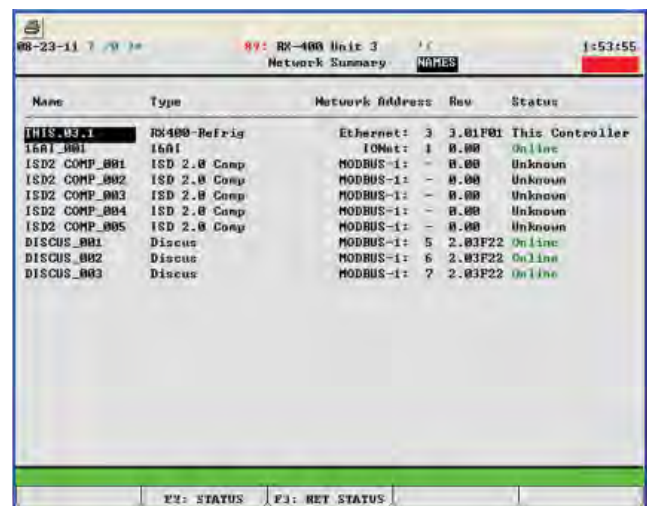 08-23-11 RX-400 Unit 3 1:53:55
Network Summary NAMES
Name Type Network Address Rev Status
THIS.03.1 RX400-Refrig Ethernet: 3 3.01F01 This Controller
16AI_001 16AI IONet: 1 0.00 Online
ISD2 COMP_001 ISD 2.0 Comp MODBUS-1: - 0.00 Unknown
ISD2 COMP_002 ISD 2.0 Comp MODBUS-1: - 0.00 Unknown
ISD2 COMP_003 ISD 2.0 Comp MODBUS-1: - 0.00 Unknown
ISD2 COMP_004 ISD 2.0 Comp MODBUS-1: - 0.00 Unknown
ISD2 COMP_005 ISD 2.0 Comp MODBUS-1: - 0.00 Unknown
DISCUS_001 Discus MODBUS-1: 5 2.03F22 Online
DISCUS_002 Discus MODBUS-1: 6 2.03F22 Online
DISCUS_003 Discus MODBUS-1: 7 2.03F22 Online
F2: STATUS F3: NET STATUS